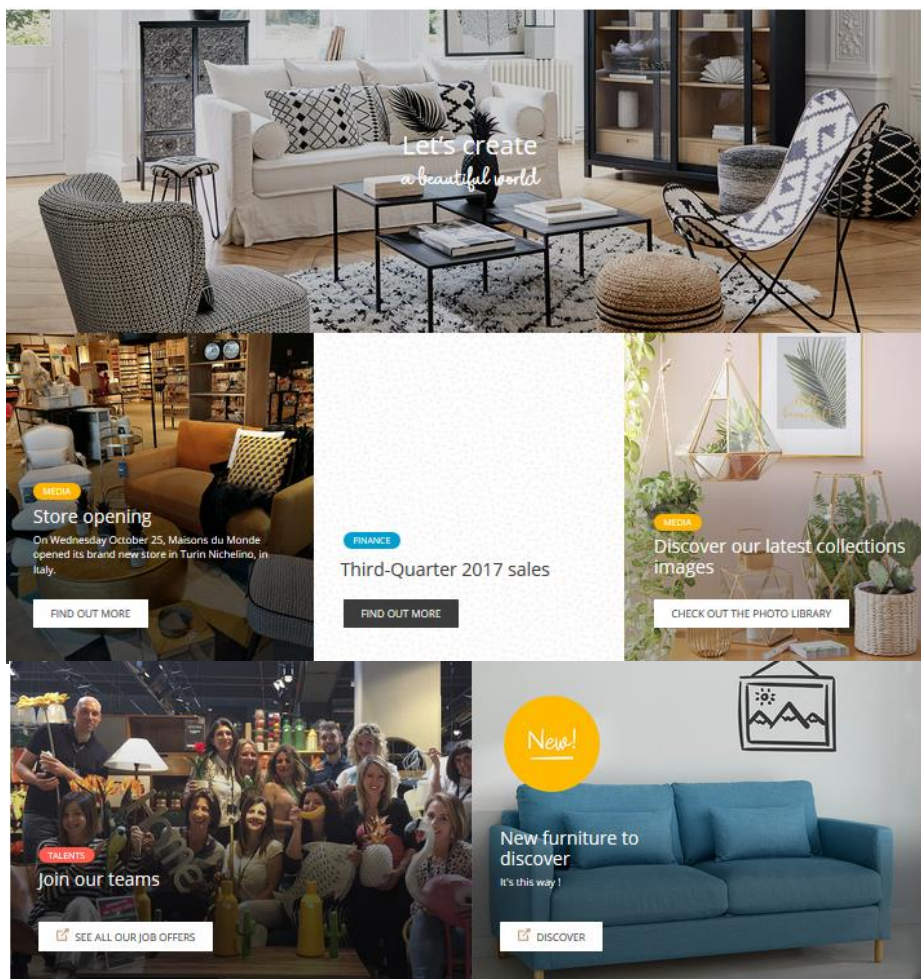 Let's create
a beautiful world
MEDIA
Store opening
On Wednesday October 25, Maisons du Monde
opened its brand new store in Turin Nichelino, in
Italy.
FIND OUT MORE
FINANCE
Third-Quarter 2017 sales
FIND OUT MORE
MEDIA
Discover our latest collections
images
CHECK OUT THE PHOTO LIBRARY
TALENTS
Join our teams
SEE ALL OUR JOB OFFERS
New!
New furniture to
discover
It's this way !
DISCOVER